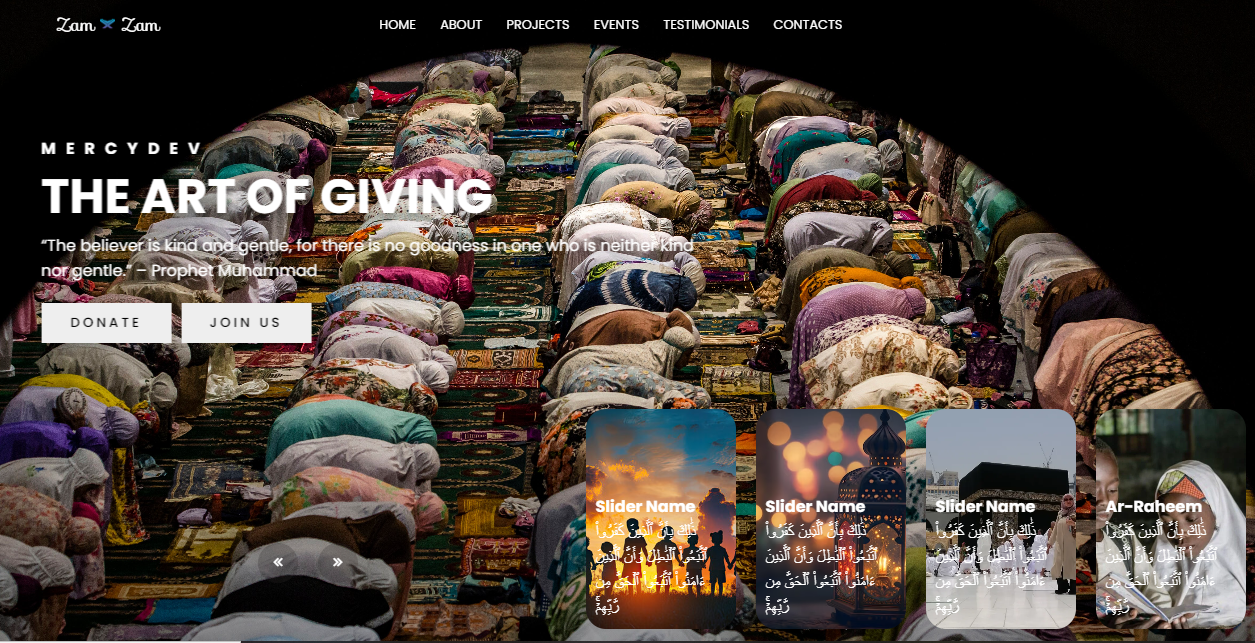 Zam Zam
HOME ABOUT PROJECTS EVENTS TESTIMONIALS CONTACTS
MERCYDEV
THE ART OF GIVING
“The believer is kind and gentle, for there is no goodness in one who is neither kind
nor gentle.” – Prophet Muhammad
DONATE JOIN US
« »
Slider Name
ذَٰلِكَ بِأَنَّ ٱلَّذِينَ كَفَرُوا۟
ٱتَّبَعُوا۟ ٱلْبَٰطِلَ وَأَنَّ ٱلَّذِينَ
ءَامَنُوا۟ ٱتَّبَعُوا۟ ٱلْحَقَّ مِن
رَّبِّهِمْ ۚ
Slider Name
ذَٰلِكَ بِأَنَّ ٱلَّذِينَ كَفَرُوا۟
ٱتَّبَعُوا۟ ٱلْبَٰطِلَ وَأَنَّ ٱلَّذِينَ
ءَامَنُوا۟ ٱتَّبَعُوا۟ ٱلْحَقَّ مِن
رَّبِّهِمْ ۚ
Slider Name
ذَٰلِكَ بِأَنَّ ٱلَّذِينَ كَفَرُوا۟
ٱتَّبَعُوا۟ ٱلْبَٰطِلَ وَأَنَّ ٱلَّذِينَ
ءَامَنُوا۟ ٱتَّبَعُوا۟ ٱلْحَقَّ مِن
رَّبِّهِمْ ۚ
Ar-Raheem
ذَٰلِكَ بِأَنَّ ٱلَّذِينَ كَفَرُوا۟
ٱتَّبَعُوا۟ ٱلْبَٰطِلَ وَأَنَّ ٱلَّذِينَ
ءَامَنُوا۟ ٱتَّبَعُوا۟ ٱلْحَقَّ مِن
رَّبِّهِمْ ۚ